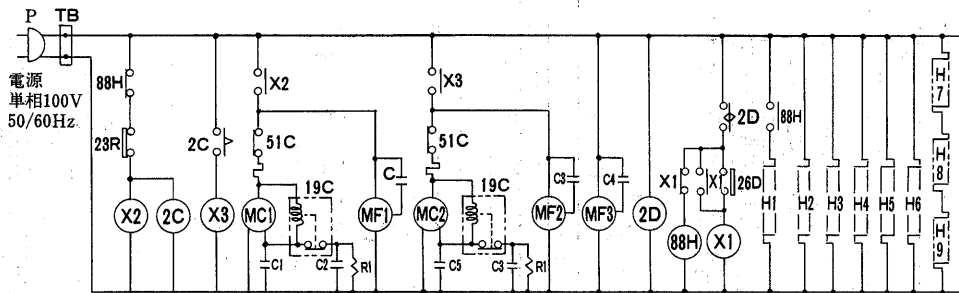 P TB
電源
単相100V
50/60Hz
88H
23R
2C
X2
51C
X3
51C
2D
88H
X1
X1
26D
19C
19C
C
C3
C4
X2
2C
X3
MC1
MF1
MC2
MF2
MF3
2D
88H
X1
C1
C2
R1
C5
C3
R1
H1
H2
H3
H4
H5
H6
H7
H8
H9